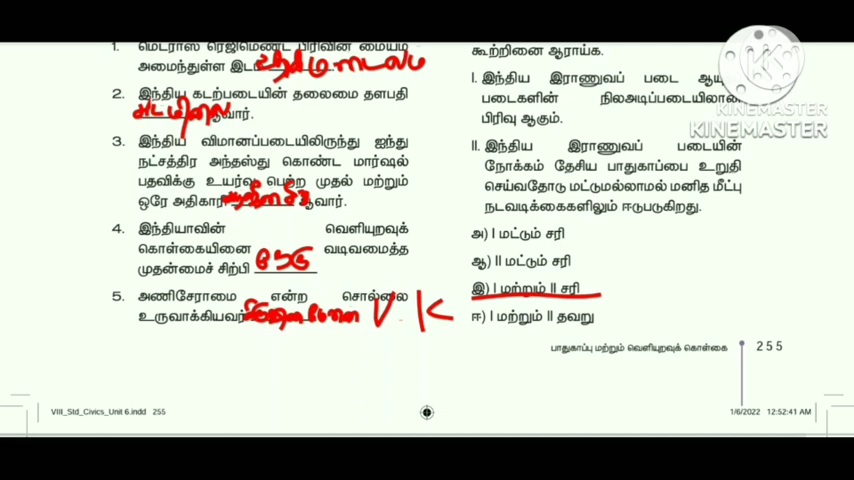 1. மெட்ராஸ் ரெஜிமெண்ட் பிரிவின் மையம்
அமைந்துள்ள இடம்
2. இந்திய கடற்படையின் தலைமை தளபதி
ஆவார்.
3. இந்திய விமானப்படையிலிருந்து ஐந்து
நட்சத்திர அந்தஸ்து கொண்ட மார்ஷல்
பதவிக்கு உயர்வு பெற்ற முதல் மற்றும்
ஒரே அதிகாரி ஆவார்.
4. இந்தியாவின் வெளியுறவுக்
கொள்கையினை வடிவமைத்த
முதன்மைச் சிற்பி நேரு
5. அணிசேராமை என்ற சொல்லை
உருவாக்கியவர் V K
கூற்றினை ஆராய்க.
I. இந்திய இராணுவப் படை ஆயு
படைகளின் நிலஅடிப்படையிலான
பிரிவு ஆகும்.
II. இந்திய இராணுவப் படையின்
நோக்கம் தேசிய பாதுகாப்பை உறுதி
செய்வதோடு மட்டுமல்லாமல் மனித மீட்பு
நடவடிக்கைகளிலும் ஈடுபடுகிறது.
அ) I மட்டும் சரி
ஆ) II மட்டும் சரி
இ) I மற்றும் II சரி
ஈ) I மற்றும் II தவறு
பாதுகாப்பு மற்றும் வெளியுறவுக் கொள்கை 255
VIII_Std_Civics_Unit 6.indd 255
1/6/2022 12:52:41 AM
KINEMASTER
KINEMASTER